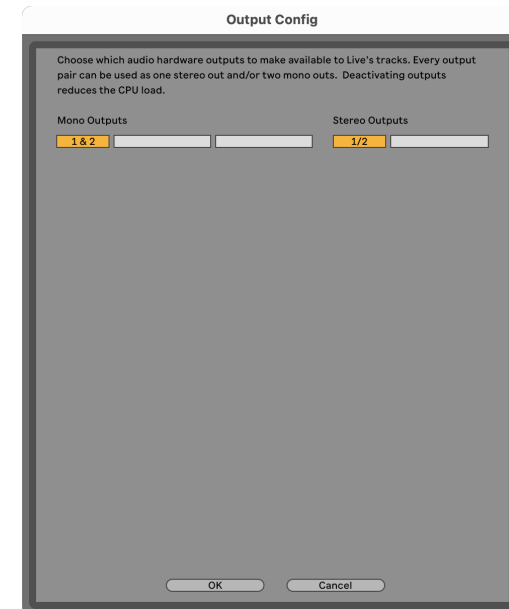 Output Config
Choose which audio hardware outputs to make available to Live's tracks. Every output
pair can be used as one stereo out and/or two mono outs.  Deactivating outputs
reduces the CPU load.
Mono Outputs
Stereo Outputs
1 & 2
1/2
OK
Cancel